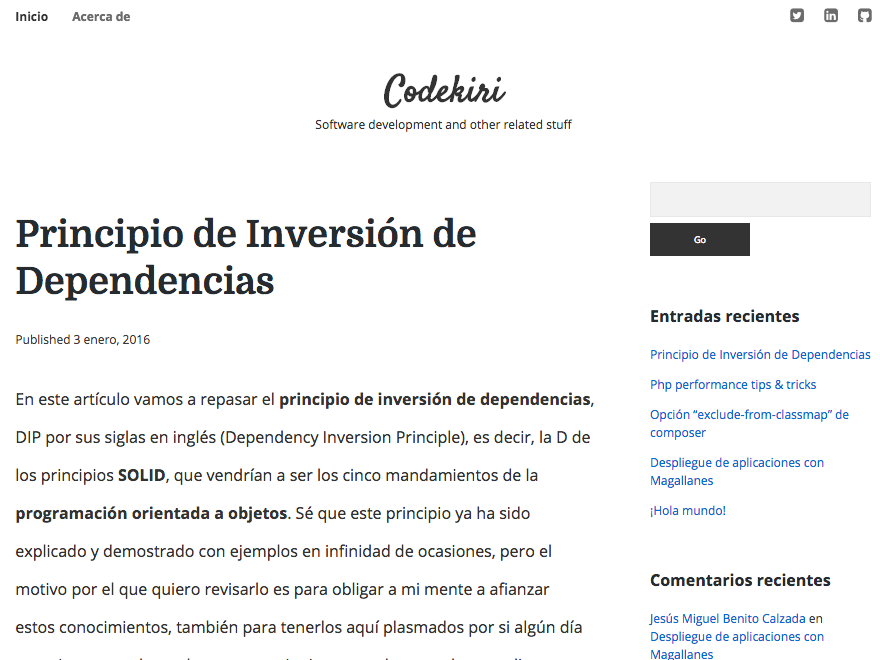 Inicio Acerca de
Codekiri
Software development and other related stuff
Principio de Inversión de
Dependencias
Published 3 enero, 2016
En este artículo vamos a repasar el principio de inversión de dependencias,
DIP por sus siglas en inglés (Dependency Inversion Principle), es decir, la D de
los principios SOLID, que vendrían a ser los cinco mandamientos de la
programación orientada a objetos. Sé que este principio ya ha sido
explicado y demostrado con ejemplos en infinidad de ocasiones, pero el
motivo por el que quiero revisarlo es para obligar a mi mente a afianzar
estos conocimientos, también para tenerlos aquí plasmados por si algún día
Go
Entradas recientes
Principio de Inversión de Dependencias
Php performance tips & tricks
Opción “exclude-from-classmap” de
composer
Despliegue de aplicaciones con
Magallanes
¡Hola mundo!
Comentarios recientes
Jesús Miguel Benito Calzada en
Despliegue de aplicaciones con
Magallanes